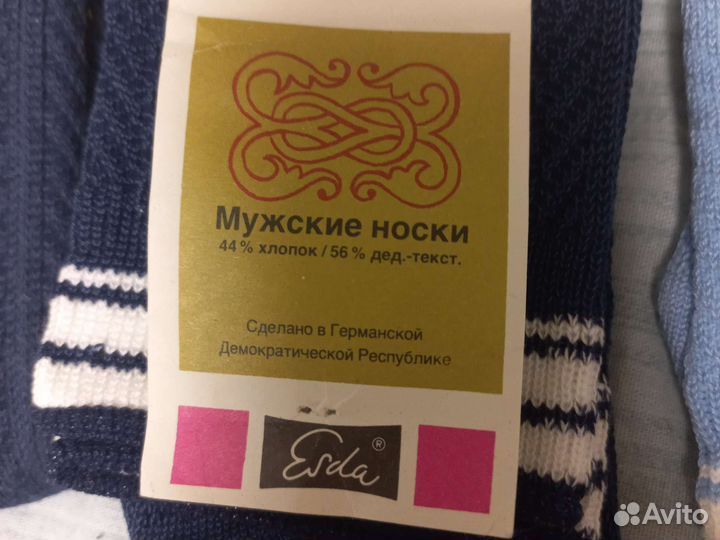 Мужские носки
44% хлопок / 56% дед.-текст.
Сделано в Германской
Демократической Республике
Esda ®
Avito